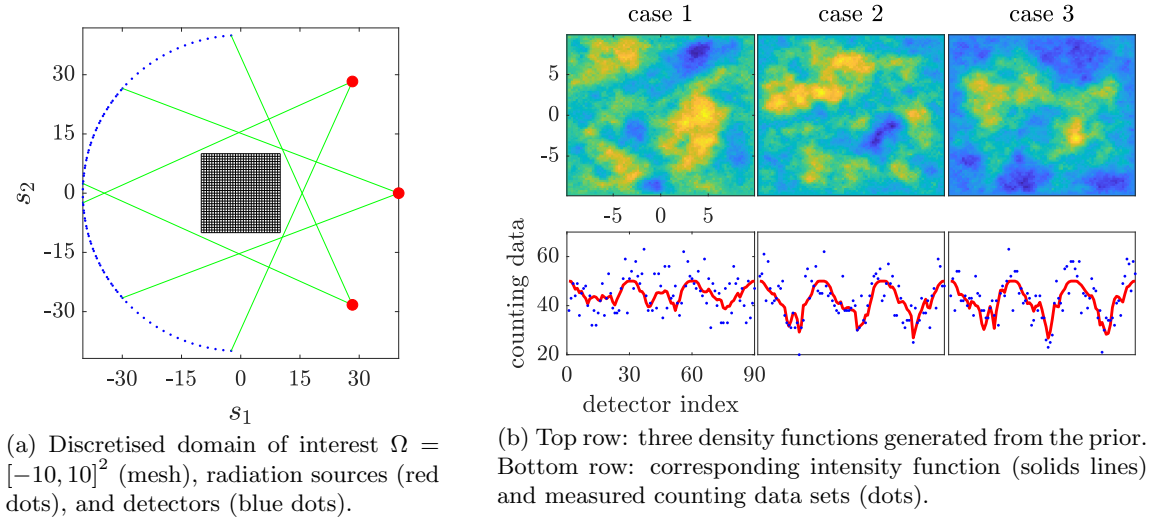 case 1
case 2
case 3
30
15
0
-15
-30
s2
-30
-15
0
15
30
s1
5
0
-5
-5
0
5
60
40
20
counting data
0
30
60
90
detector index
(a) Discretised domain of interest Ω =
[−10, 10]² (mesh), radiation sources (red
dots), and detectors (blue dots).
(b) Top row: three density functions generated from the prior.
Bottom row: corresponding intensity function (solids lines)
and measured counting data sets (dots).